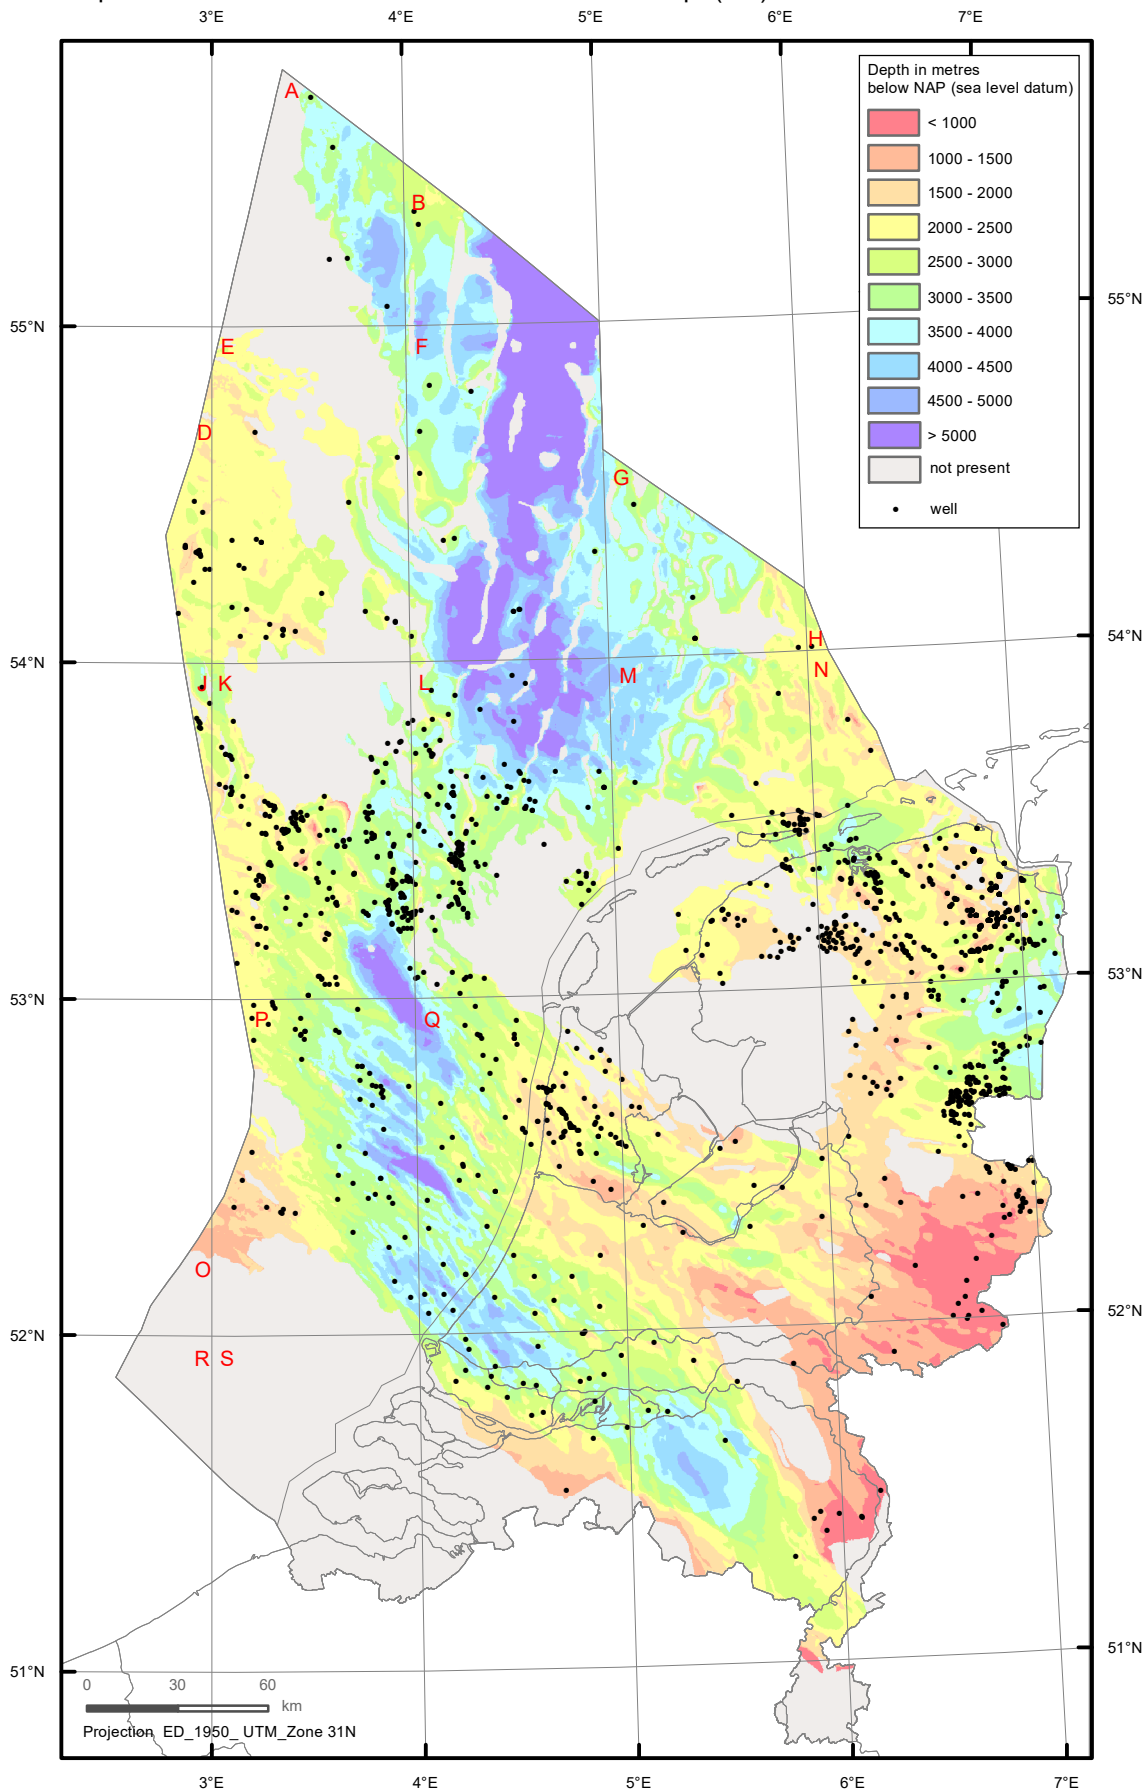 3°E 4°E 5°E 6°E 7°E
Depth in metres
below NAP (sea level datum)
< 1000
1000 - 1500
1500 - 2000
2000 - 2500
2500 - 3000
3000 - 3500
3500 - 4000
4000 - 4500
4500 - 5000
> 5000
not present
well
A
B
55°N
55°N
E F
D
G
54°N
H
54°N
J K L M N
53°N
53°N
P Q
O
52°N
52°N
R S
51°N
51°N
0 30 60
km
Projection ED_1950_ UTM_Zone 31N
3°E 4°E 5°E 6°E 7°E